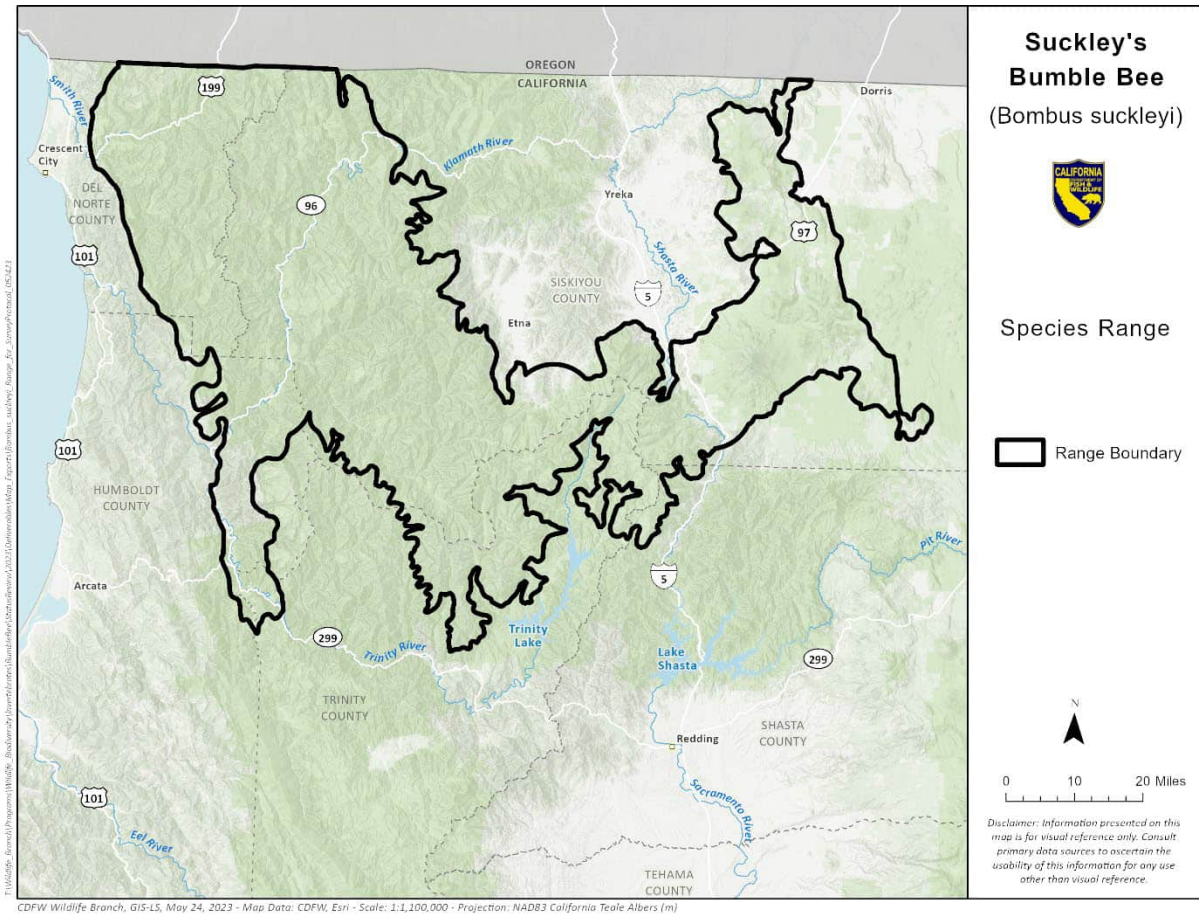 OREGON
CALIFORNIA
199
Dorris
Smith River
Crescent
City
Klamath River
DEL
NORTE
COUNTY
96
Yreka
97
101
Shasta River
SISKIYOU
COUNTY
5
Etna
101
HUMBOLDT
COUNTY
Pit River
Arcata
5
299
Trinity River
Trinity
Lake
Lake
Shasta
299
TRINITY
COUNTY
SHASTA
COUNTY
Redding
101
Sacramento River
Eel River
TEHAMA
COUNTY
Suckley's
Bumble Bee
(Bombus suckleyi)
CALIFORNIA
DEPARTMENT OF
FISH &
WILDLIFE
Species Range
Range Boundary
N
0 10 20 Miles
Disclaimer: Information presented on this
map is for visual reference only. Consult
primary data sources to ascertain the
usability of this information for any use
other than visual reference.
CDFW Wildlife Branch, GIS-LS, May 24, 2023 - Map Data: CDFW, Esri - Scale: 1:1,100,000 - Projection: NAD83 California Teale Albers (m)